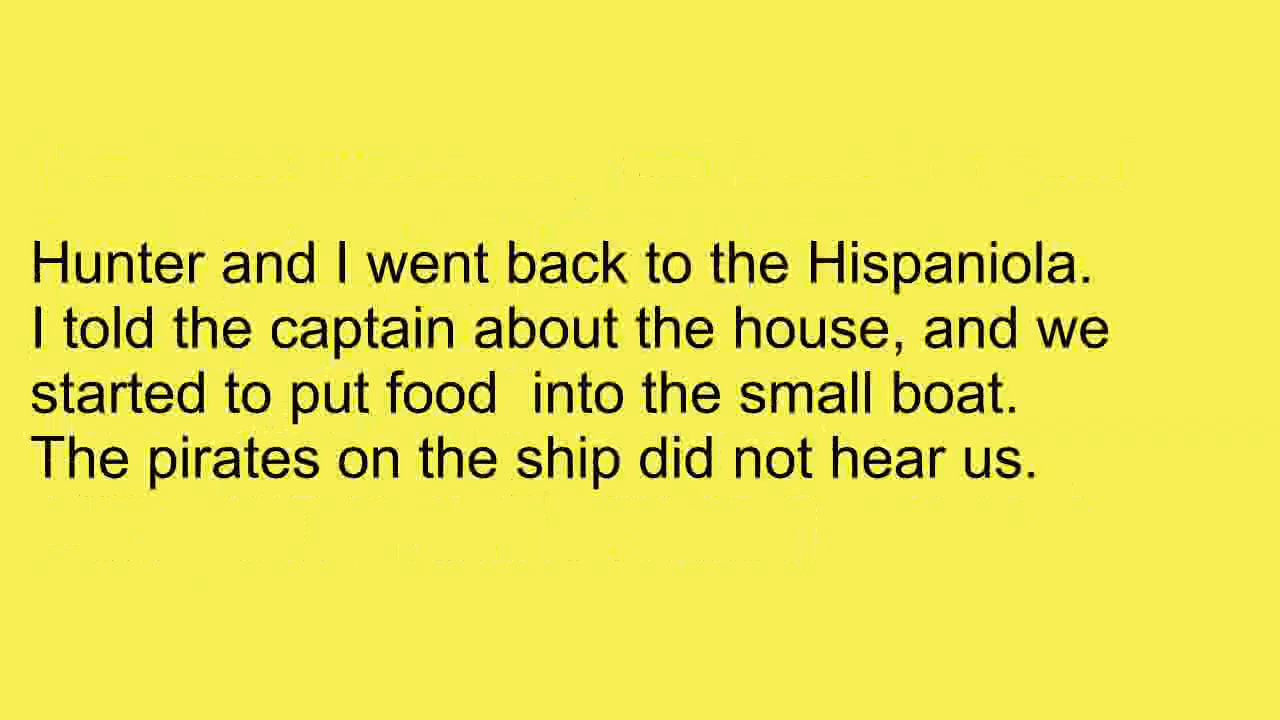 Hunter and I went back to the Hispaniola.
I told the captain about the house, and we
started to put food  into the small boat.
The pirates on the ship did not hear us.